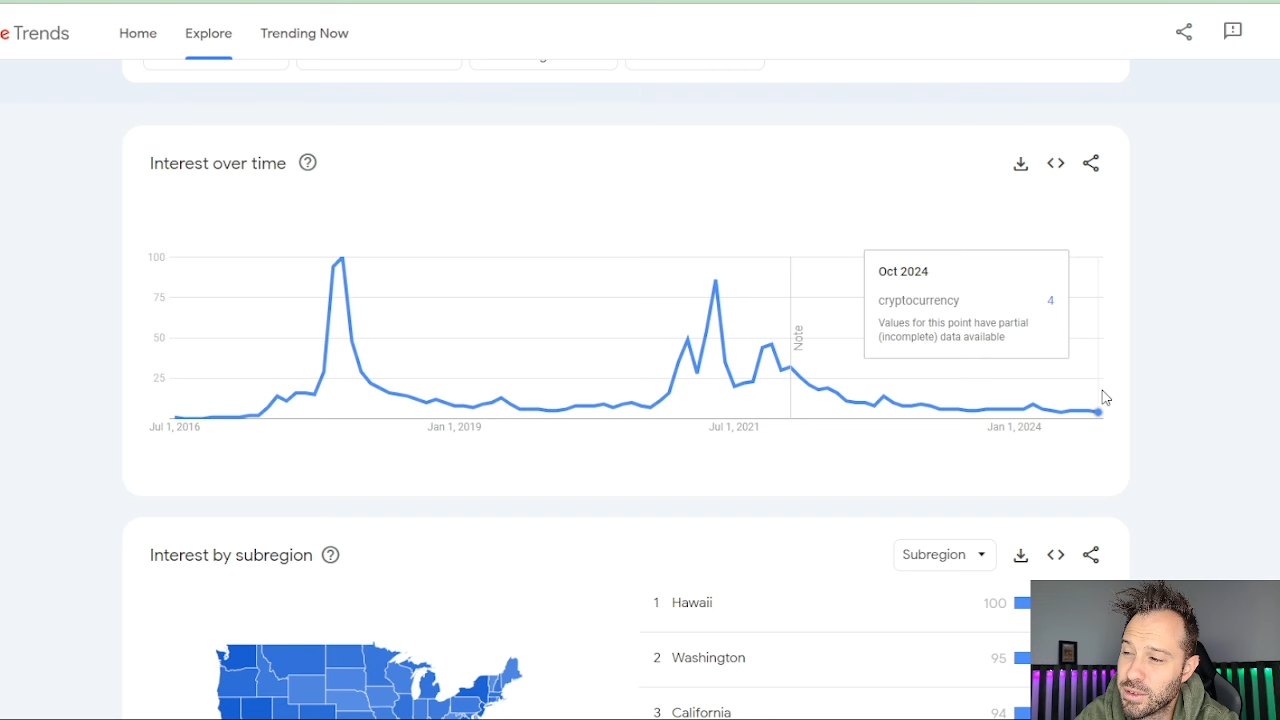 e Trends
Home
Explore
Trending Now
Interest over time
100
75
50
25
Note
Oct 2024
cryptocurrency 4
Values for this point have partial
(incomplete) data available
Jul 1, 2016
Jan 1, 2019
Jul 1, 2021
Jan 1, 2024
Interest by subregion
Subregion
1 Hawaii 100
2 Washington 95
3 California 94